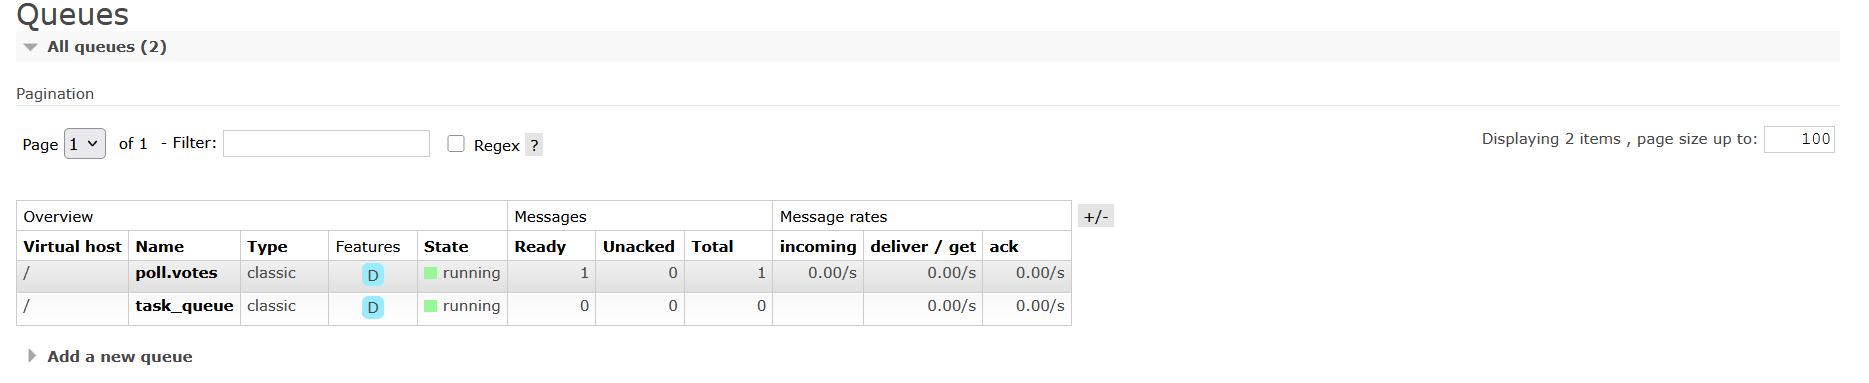 Queues
All queues (2)
Pagination
Page 1 of 1 - Filter: Regex ? Displaying 2 items , page size up to: 100
Overview Messages Message rates +/-
Virtual host Name Type Features State Ready Unacked Total incoming deliver / get ack
/ poll.votes classic D running 1 0 1 0.00/s 0.00/s 0.00/s
/ task_queue classic D running 0 0 0 0.00/s 0.00/s
Add a new queue